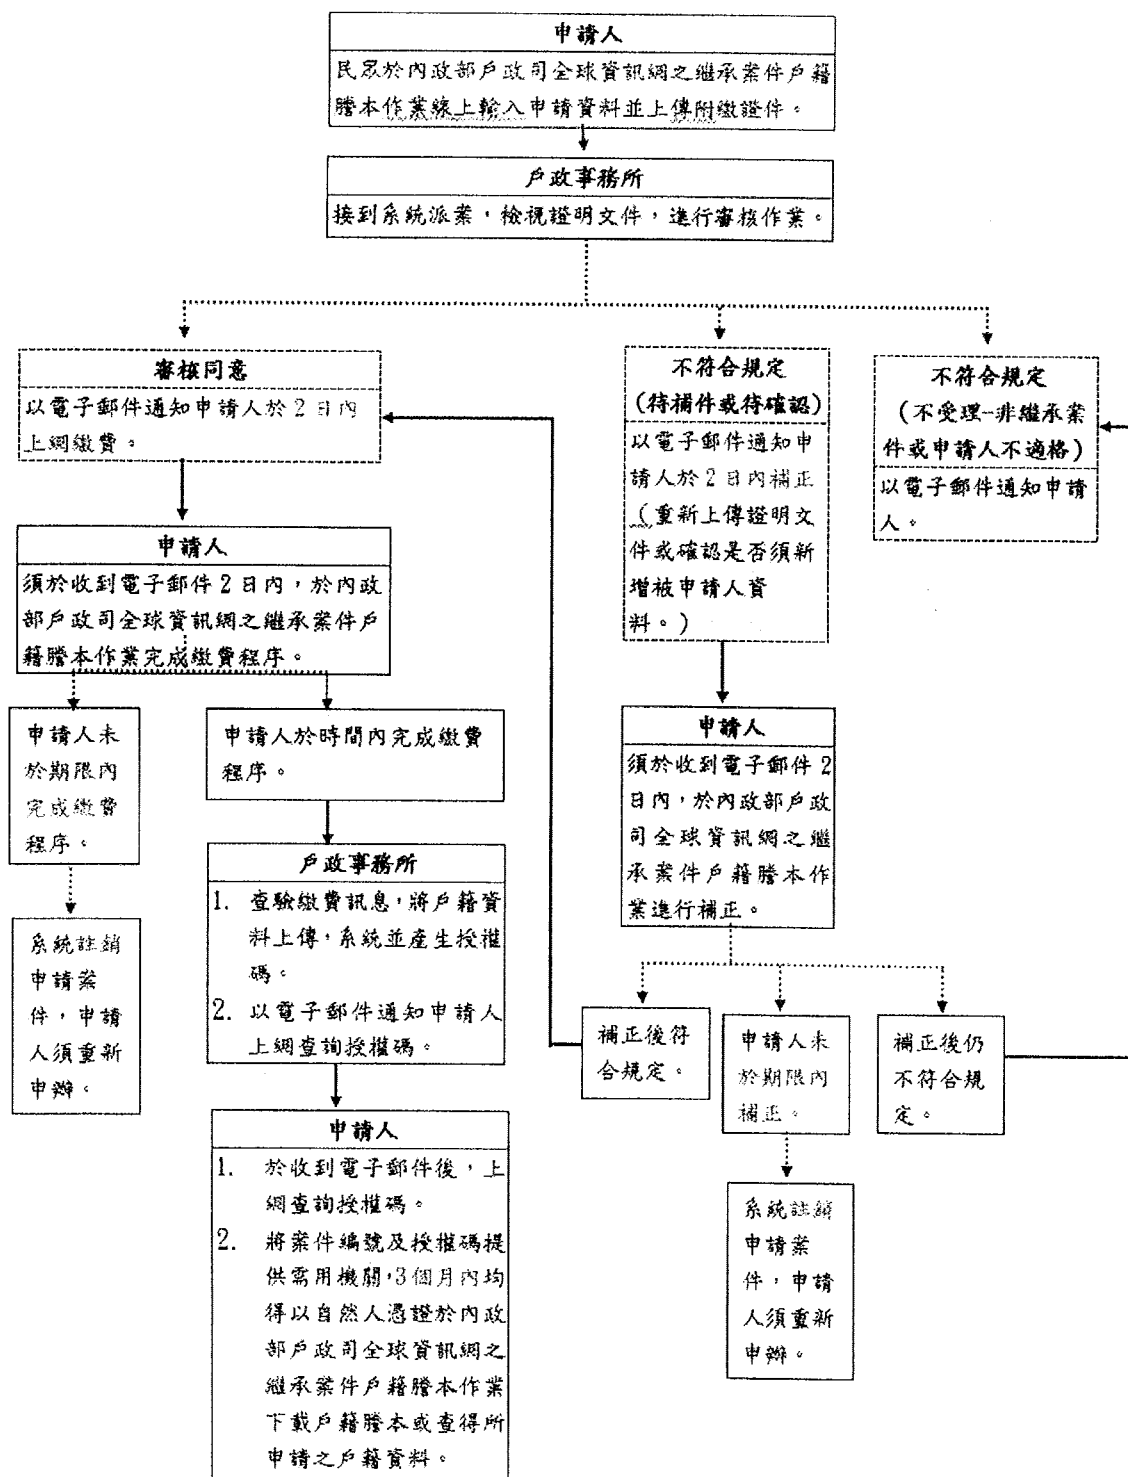 申請人
民眾於內政部戶政司全球資訊網之繼承案件戶籍
謄本作業線上輸入申請資料並上傳附繳證件。
戶政事務所
接到系統派案，檢視證明文件，進行審核作業。
審核同意
以電子郵件通知申請人於2日內
上網繳費。
不符合規定
(待補件或待確認)
以電子郵件通知申
請人於2日內補正
(重新上傳證明文
件或確認是否須新
增被申請人資
料。)
不符合規定
(不受理-非繼承案
件或申請人不適格)
以電子郵件通知申請
人。
申請人
須於收到電子郵件2日內，於內政
部戶政司全球資訊網之繼承案件戶
籍謄本作業完成繳費程序。
申請人未
於期限內
完成繳費
程序。
申請人於時間內完成繳費
程序。
系統註銷
申請案
件，申請
人須重新
申辦。
戶政事務所
1. 查驗繳費訊息，將戶籍資
料上傳，系統並產生授權
碼。
2. 以電子郵件通知申請人
上網查詢授權碼。
申請人
1. 於收到電子郵件後，上
網查詢授權碼。
2. 將案件編號及授權碼提
供需用機關，3個月內均
得以自然人憑證於內政
部戶政司全球資訊網之
繼承案件戶籍謄本作業
下載戶籍謄本或查得所
申請之戶籍資料。
申請人
須於收到電子郵件2
日內，於內政部戶政
司全球資訊網之繼
承案件戶籍謄本作
業進行補正。
補正後符
合規定。
申請人未
於期限內
補正。
補正後仍
不符合規
定。
系統註銷
申請案
件，申請
人須重新
申辦。